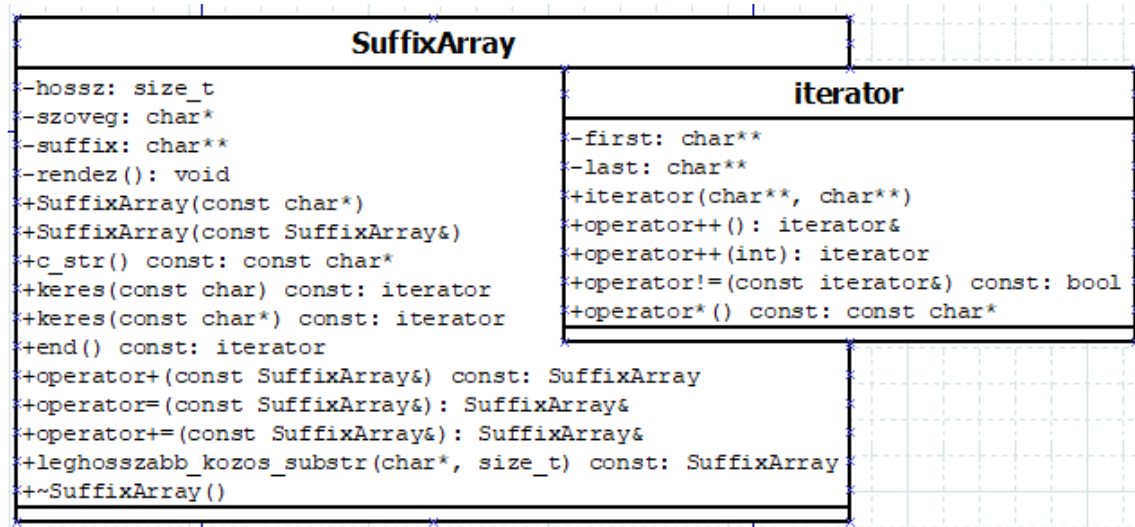 SuffixArray
-hossz: size_t
-szoveg: char*
-suffix: char**
-rendez(): void
+SuffixArray(const char*)
+SuffixArray(const SuffixArray&)
+c_str() const: const char*
+keres(const char) const: iterator
+keres(const char*) const: iterator
+end() const: iterator
+operator+(const SuffixArray&) const: SuffixArray
+operator=(const SuffixArray&): SuffixArray&
+operator+=(const SuffixArray&): SuffixArray&
+leghosszabb_kozos_substr(char*, size_t) const: SuffixArray
+~SuffixArray()
iterator
-first: char**
-last: char**
+iterator(char**, char**)
+operator++(): iterator&
+operator++(int): iterator
+operator!=(const iterator&) const: bool
+operator*() const: const char*